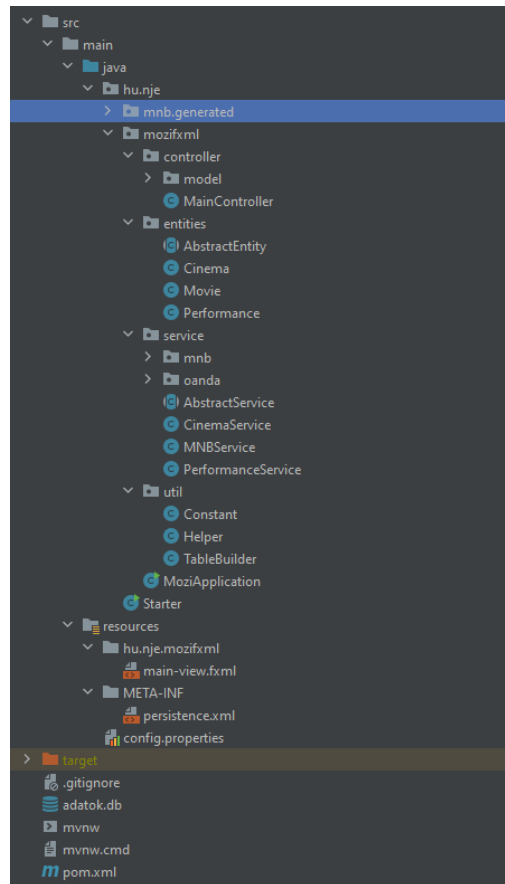 src
main
java
hu.nje
mnb.generated
mozifxml
controller
model
MainController
entities
AbstractEntity
Cinema
Movie
Performance
service
mnb
oanda
AbstractService
CinemaService
MNBService
PerformanceService
util
Constant
Helper
TableBuilder
MoziApplication
Starter
resources
hu.nje.mozifxml
main-view.fxml
META-INF
persistence.xml
config.properties
target
.gitignore
adatok.db
mvnw
mvnw.cmd
pom.xml